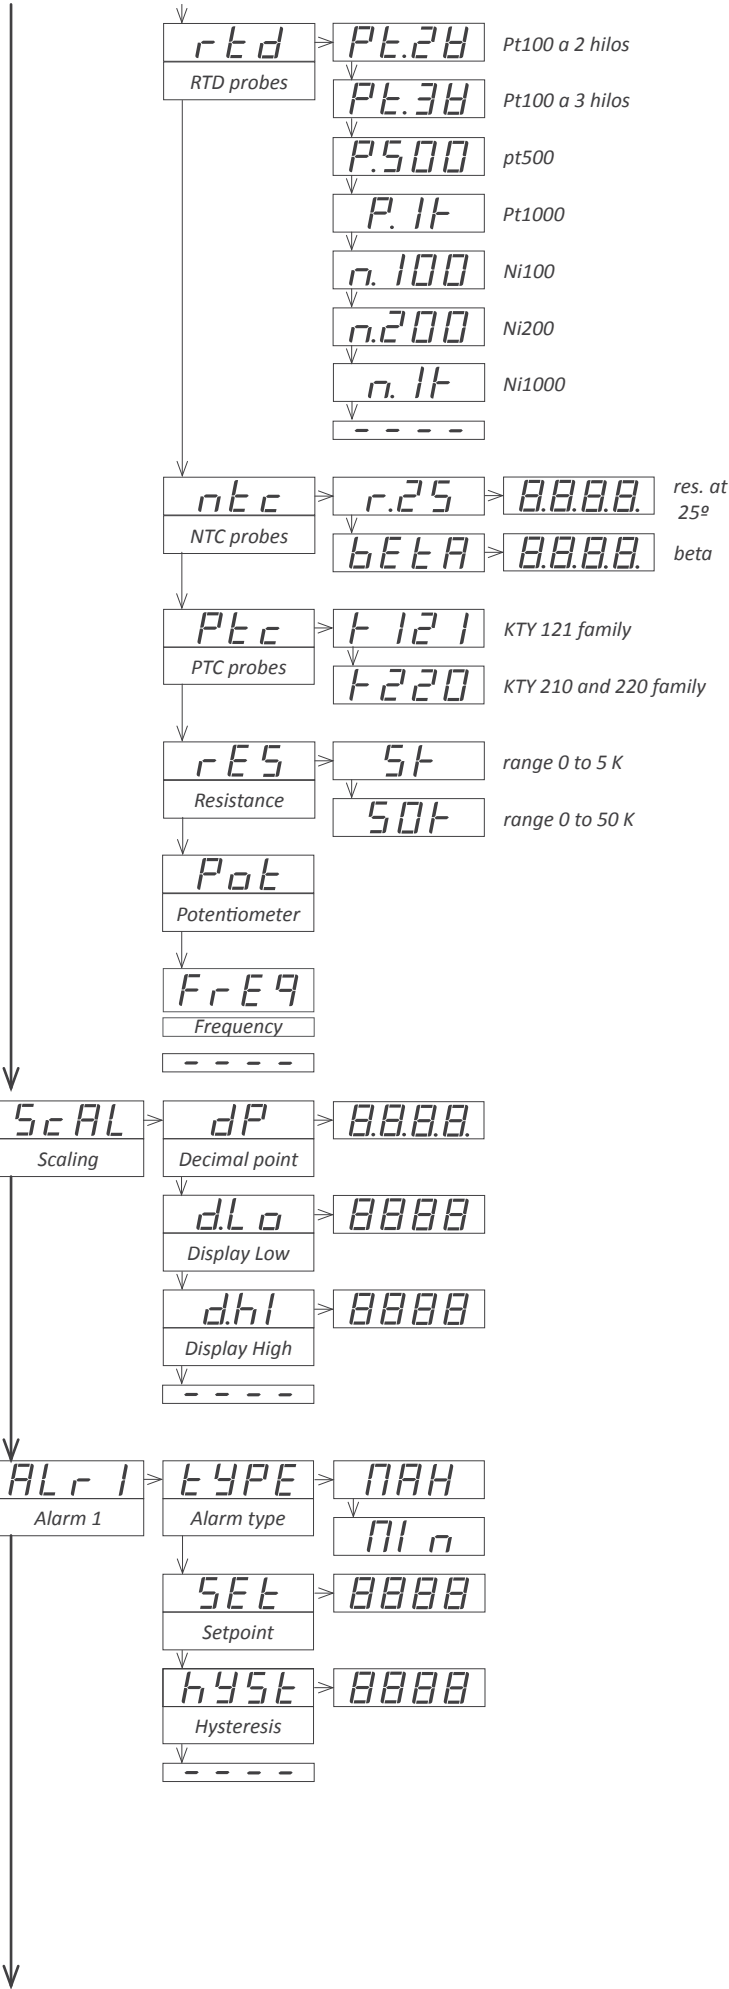 rtd Pt.2H Pt100 a 2 hilos
RTD probes
Pt.3H Pt100 a 3 hilos
P.500 pt500
P.1k Pt1000
n.100 Ni100
n.200 Ni200
n.1k Ni1000
- - - -
ntc r.25 8.8.8.8. res. at
25º
NTC probes
bEtA 8.8.8.8. beta
Ptc k121 KTY 121 family
PTC probes
k220 KTY 210 and 220 family
rES 5k range 0 to 5 K
Resistance
50k range 0 to 50 K
Pot
Potentiometer
FrEq
Frequency
- - - -
ScAL dP 8.8.8.8.
Scaling Decimal point
d.Lo 8888
Display Low
d.hI 8888
Display High
- - - -
ALr1 tYPE MAH
Alarm 1 Alarm type
MIn
SEt 8888
Setpoint
hYSt 8888
Hysteresis
- - - -